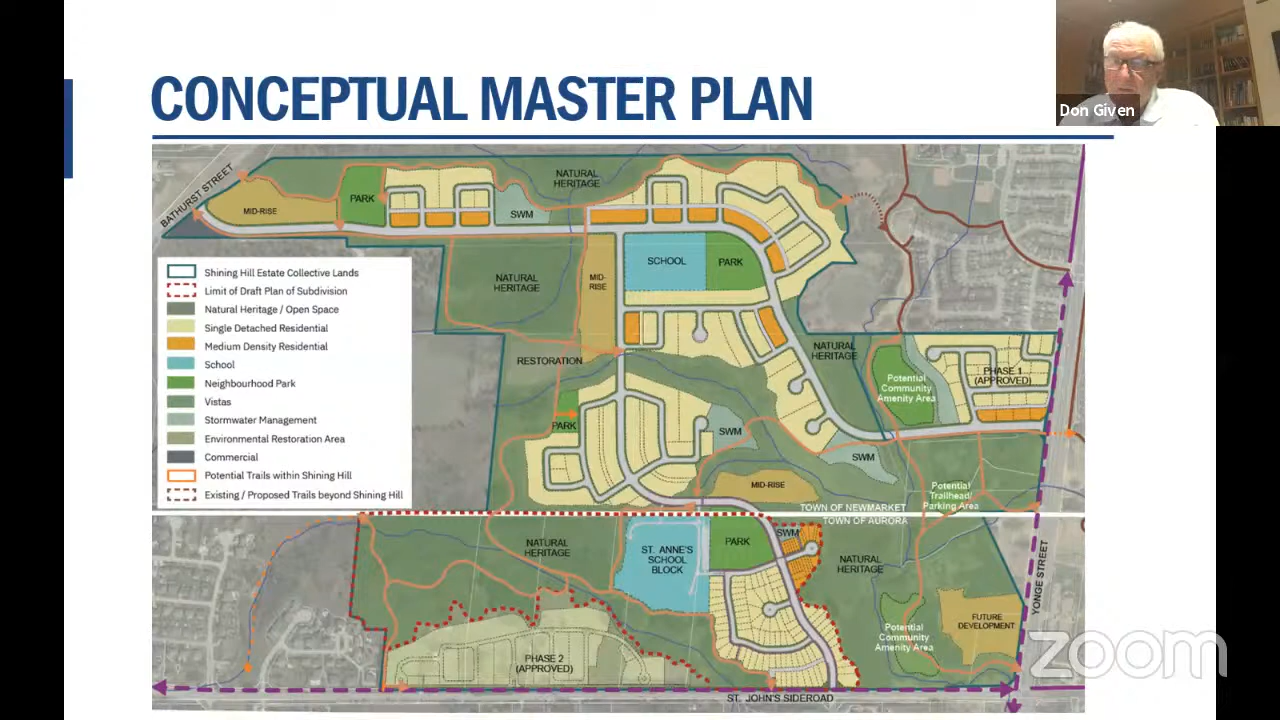 CONCEPTUAL MASTER PLAN
Don Given
BATHURST STREET
MID-RISE
PARK
SWM
NATURAL
HERITAGE
NATURAL
HERITAGE
MID-
RISE
SCHOOL
PARK
RESTORATION
NATURAL
HERITAGE
Potential
Community
Amenity Area
PHASE 1
(APPROVED)
PARK
SWM
SWM
MID-RISE
Potential
Trailhead/
Parking Area
TOWN OF NEWMARKET
TOWN OF AURORA
Shining Hill Estate Collective Lands
Limit of Draft Plan of Subdivision
Natural Heritage / Open Space
Single Detached Residential
Medium Density Residential
School
Neighbourhood Park
Vistas
Stormwater Management
Environmental Restoration Area
Commercial
Potential Trails within Shining Hill
Existing / Proposed Trails beyond Shining Hill
NATURAL
HERITAGE
ST. ANNE'S
SCHOOL
BLOCK
PARK
SWM
NATURAL
HERITAGE
YONGE STREET
Potential
Community
Amenity Area
FUTURE
DEVELOPMENT
PHASE 2
(APPROVED)
ST. JOHN'S SIDEROAD
zoom